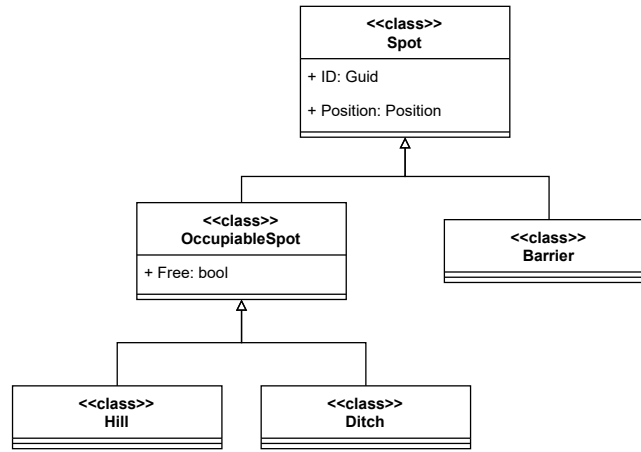 <<class>>
Spot
+ ID: Guid
+ Position: Position
<<class>>
OccupiableSpot
+ Free: bool
<<class>>
Barrier
<<class>>
Hill
<<class>>
Ditch